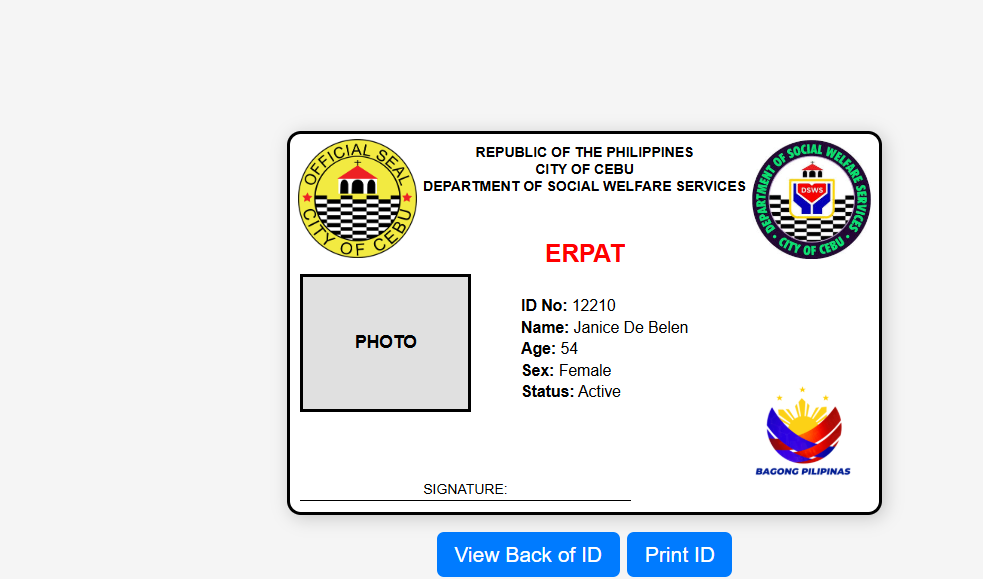 OFFICIAL SEAL
CITY OF CEBU
REPUBLIC OF THE PHILIPPINES
CITY OF CEBU
DEPARTMENT OF SOCIAL WELFARE SERVICES
DEPARTMENT OF SOCIAL WELFARE SERVICES
• CITY OF CEBU •
DSWS
ERPAT
PHOTO
ID No: 12210
Name: Janice De Belen
Age: 54
Sex: Female
Status: Active
BAGONG PILIPINAS
SIGNATURE:
View Back of ID
Print ID